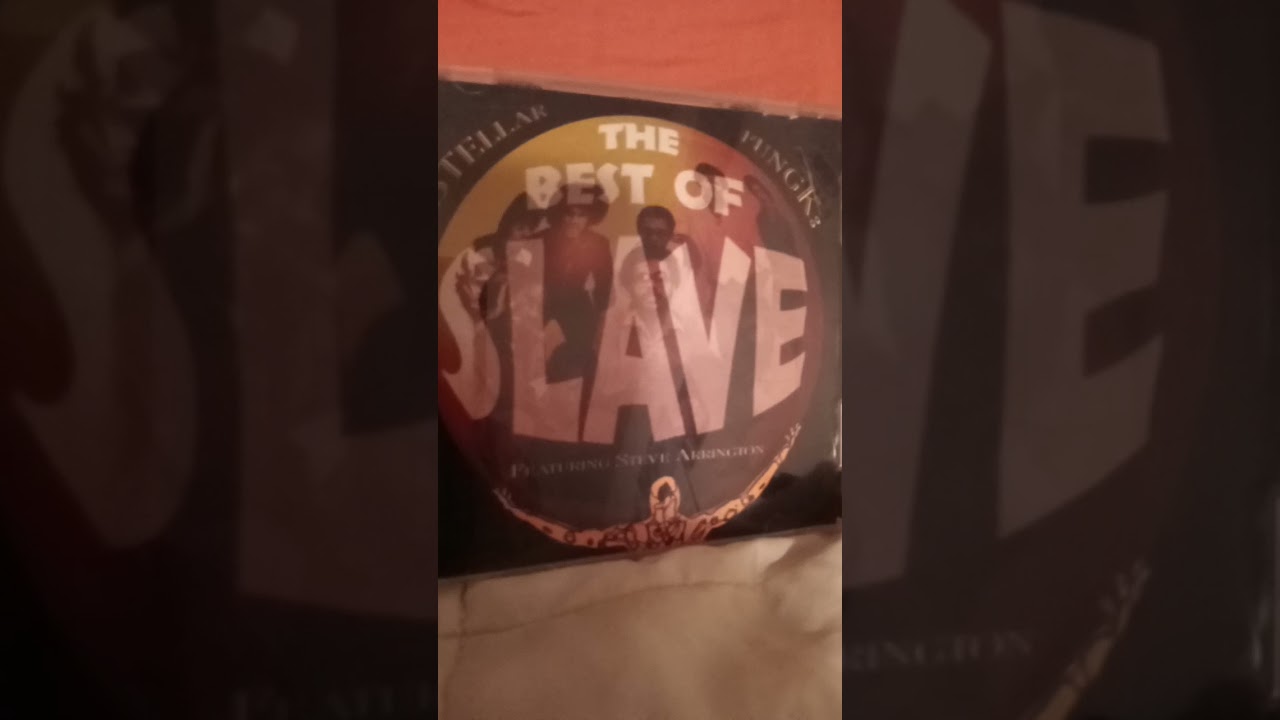 STELLAR FUNGK:
THE
BEST OF
SLAVE
FEATURING STEVE ARRINGTON